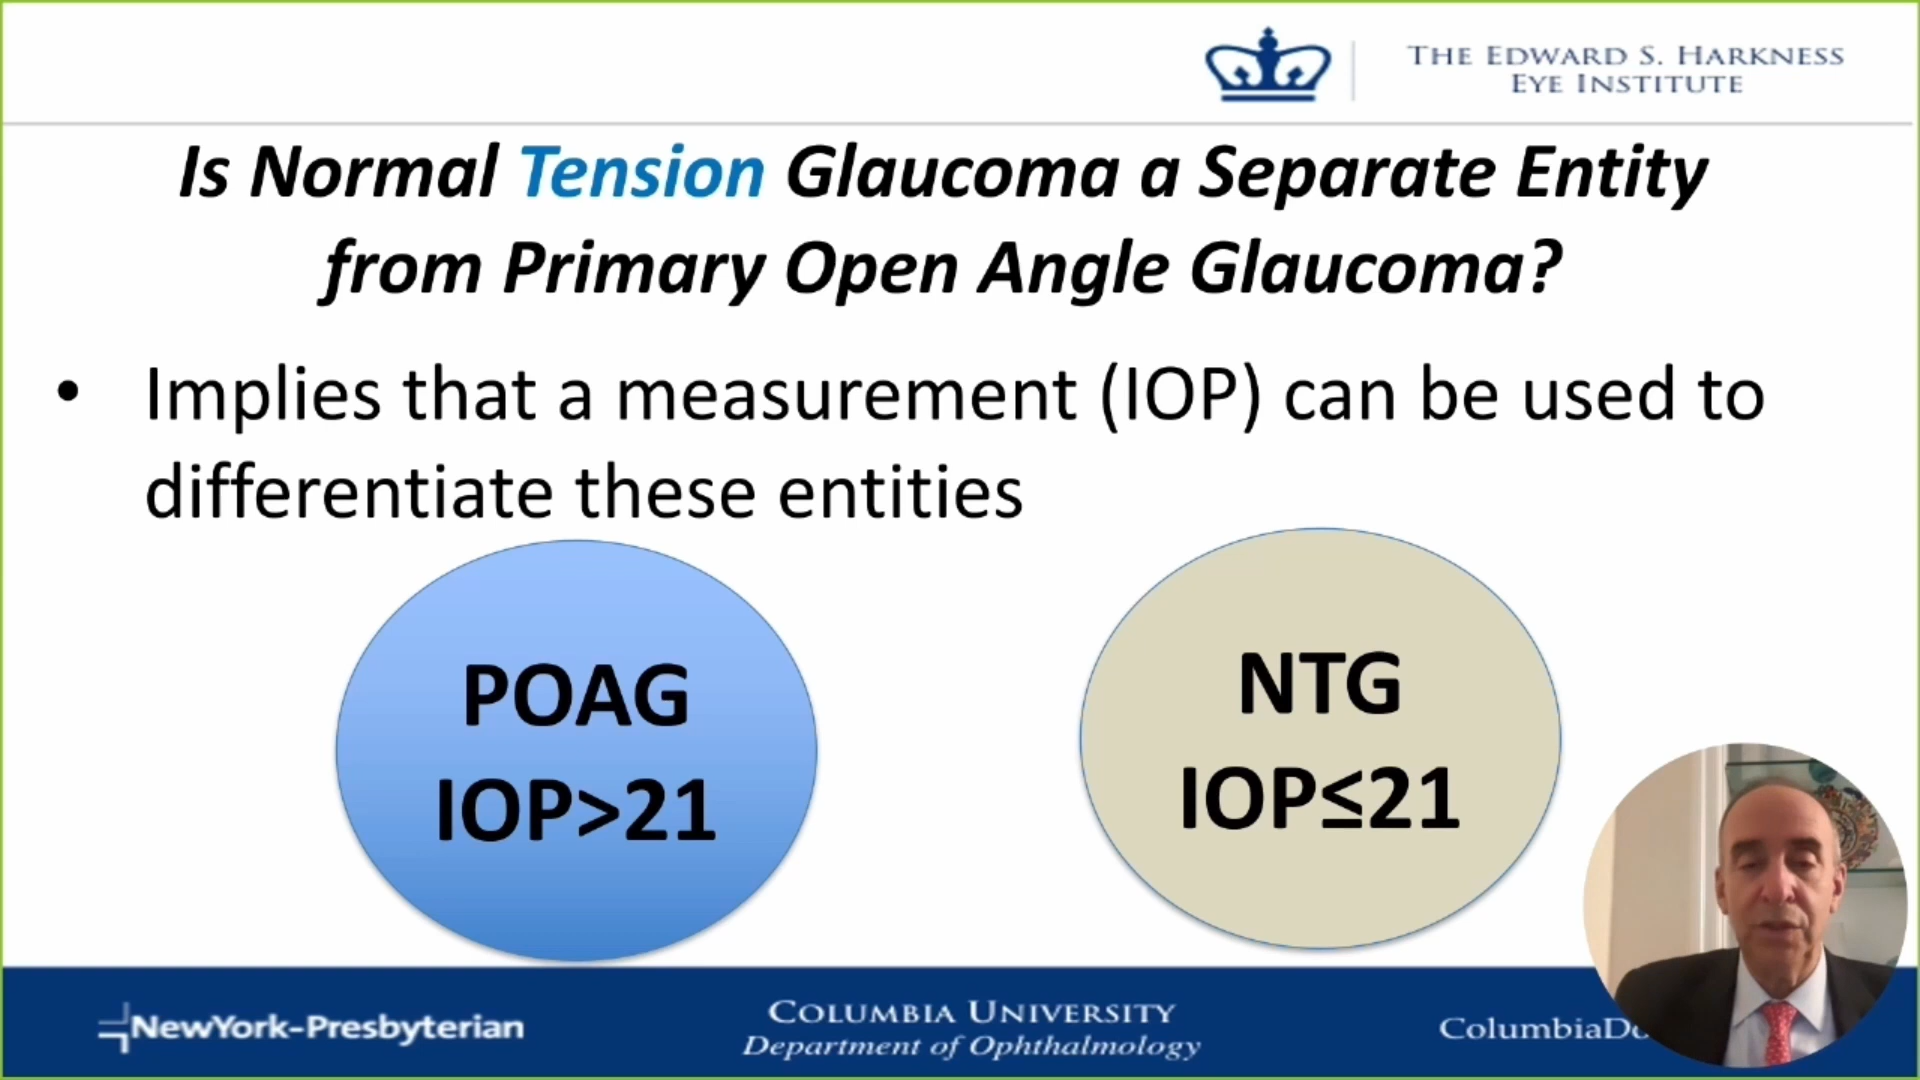 THE EDWARD S. HARKNESS
EYE INSTITUTE
Is Normal Tension Glaucoma a Separate Entity
from Primary Open Angle Glaucoma?
• Implies that a measurement (IOP) can be used to
differentiate these entities
POAG
IOP>21
NTG
IOP≤21
NewYork-Presbyterian
COLUMBIA UNIVERSITY
Department of Ophthalmology